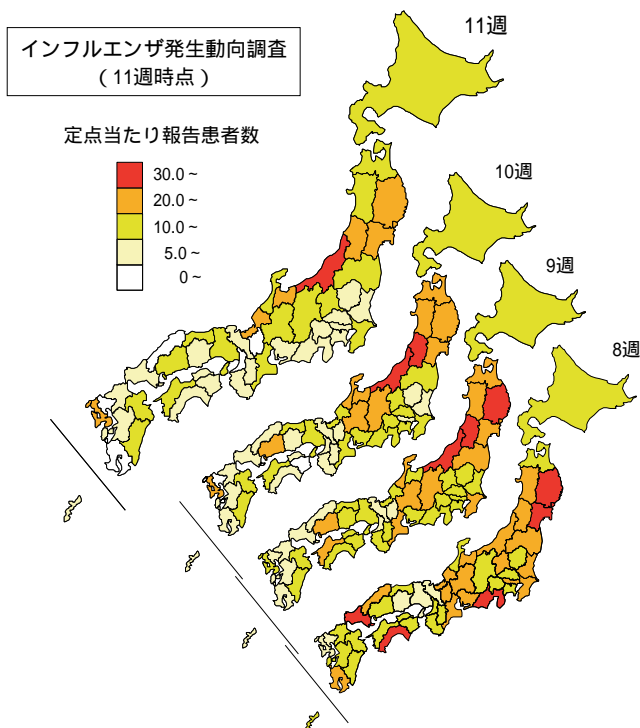 インフルエンザ発生動向調査
(11週時点)
定点当たり報告患者数
30.0~
20.0~
10.0~
5.0~
0~
11週
10週
9週
8週